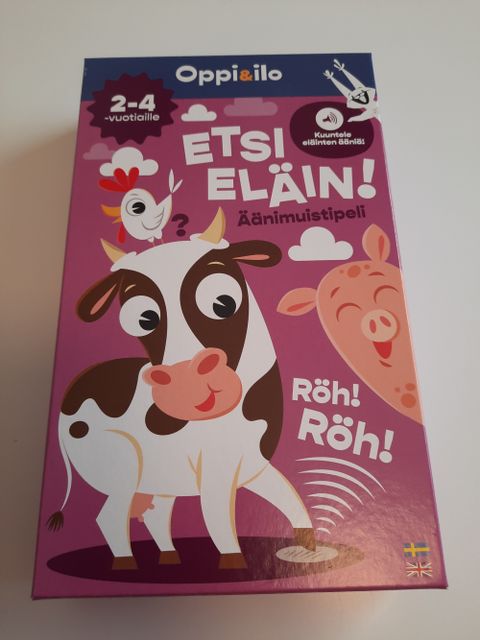 Oppi&ilo
2-4
-vuotiaille
Kuuntele
eläinten ääniä!
ETSI
ELÄIN!
Äänimuistipeli
?
Röh!
Röh!